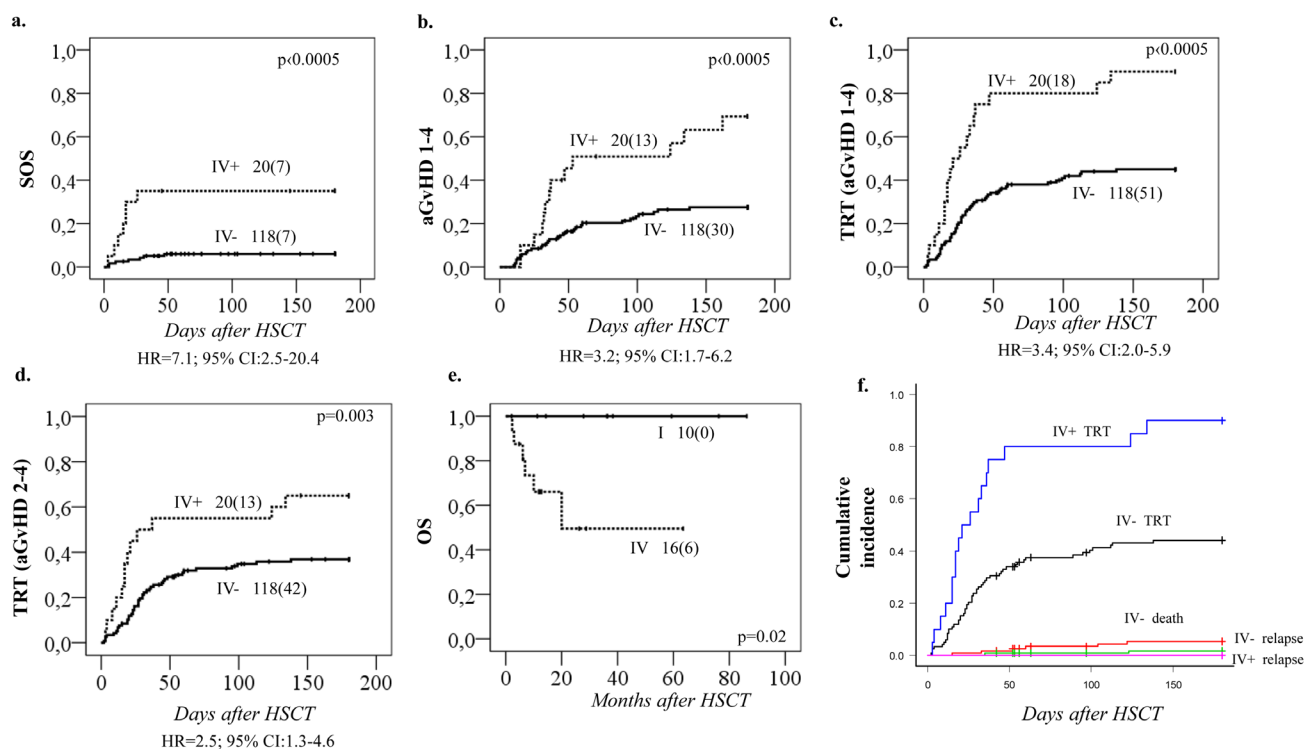 a.
SOS
1,0
0,8
0,6
0,4
0,2
0,0
p<0.0005
IV+ 20(7)
IV- 118(7)
0 50 100 150 200
Days after HSCT
HR=7.1; 95% CI:2.5-20.4
b.
aGvHD 1-4
1,0
0,8
0,6
0,4
0,2
0,0
p<0.0005
IV+ 20(13)
IV- 118(30)
0 50 100 150 200
Days after HSCT
HR=3.2; 95% CI:1.7-6.2
c.
TRT (aGvHD 1-4)
1,0
0,8
0,6
0,4
0,2
0,0
p<0.0005
IV+ 20(18)
IV- 118(51)
0 50 100 150 200
Days after HSCT
HR=3.4; 95% CI:2.0-5.9
d.
TRT (aGvHD 2-4)
1,0
0,8
0,6
0,4
0,2
0,0
p=0.003
IV+ 20(13)
IV- 118(42)
0 50 100 150 200
Days after HSCT
HR=2.5; 95% CI:1.3-4.6
e.
OS
1,0
0,8
0,6
0,4
0,2
0,0
I 10(0)
IV 16(6)
p=0.02
0 20 40 60 80 100
Months after HSCT
f.
Cumulative
incidence
1.0
0.8
0.6
0.4
0.2
0.0
IV+ TRT
IV- TRT
IV- death
IV- relapse
IV+ relapse
0 50 100 150
Days after HSCT